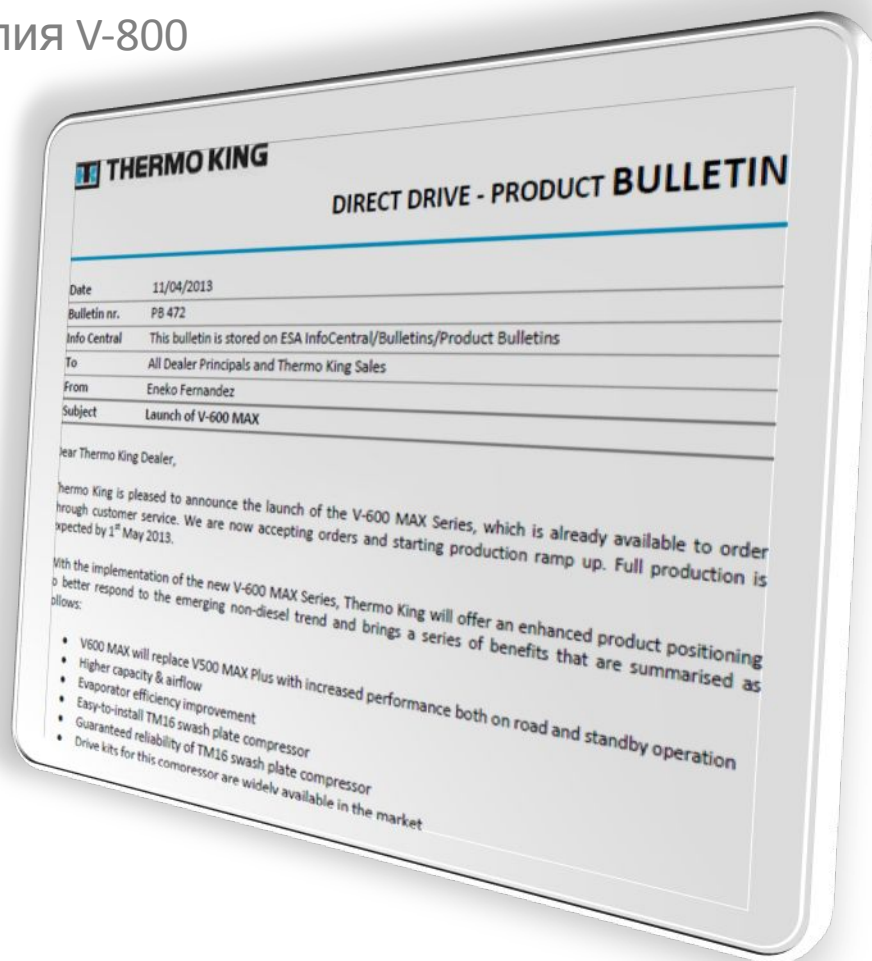 лия V-800
THERMO KING
DIRECT DRIVE - PRODUCT BULLETIN
Date 11/04/2013
Bulletin nr. PB 472
Info Central This bulletin is stored on ESA InfoCentral/Bulletins/Product Bulletins
To All Dealer Principals and Thermo King Sales
From Eneko Fernandez
Subject Launch of V-600 MAX
ear Thermo King Dealer,
hermo King is pleased to announce the launch of the V-600 MAX Series, which is already available to order
hrough customer service. We are now accepting orders and starting production ramp up. Full production is
xpected by 1st May 2013.
With the implementation of the new V-600 MAX Series, Thermo King will offer an enhanced product positioning
o better respond to the emerging non-diesel trend and brings a series of benefits that are summarised as
ollows:
• V600 MAX will replace V500 MAX Plus with increased performance both on road and standby operation
• Higher capacity & airflow
• Evaporator efficiency improvement
• Easy-to-install TM16 swash plate compressor
• Guaranteed reliability of TM16 swash plate compressor
• Drive kits for this compressor are widely available in the market